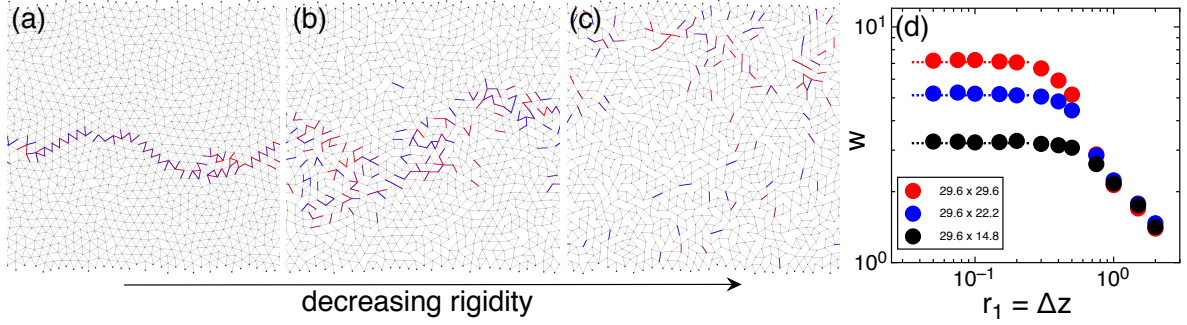 (a)
(b)
(c)
decreasing rigidity
(d)
10¹
w
10⁰
29.6 x 29.6
29.6 x 22.2
29.6 x 14.8
10⁻¹
10⁰
r₁ = Δz